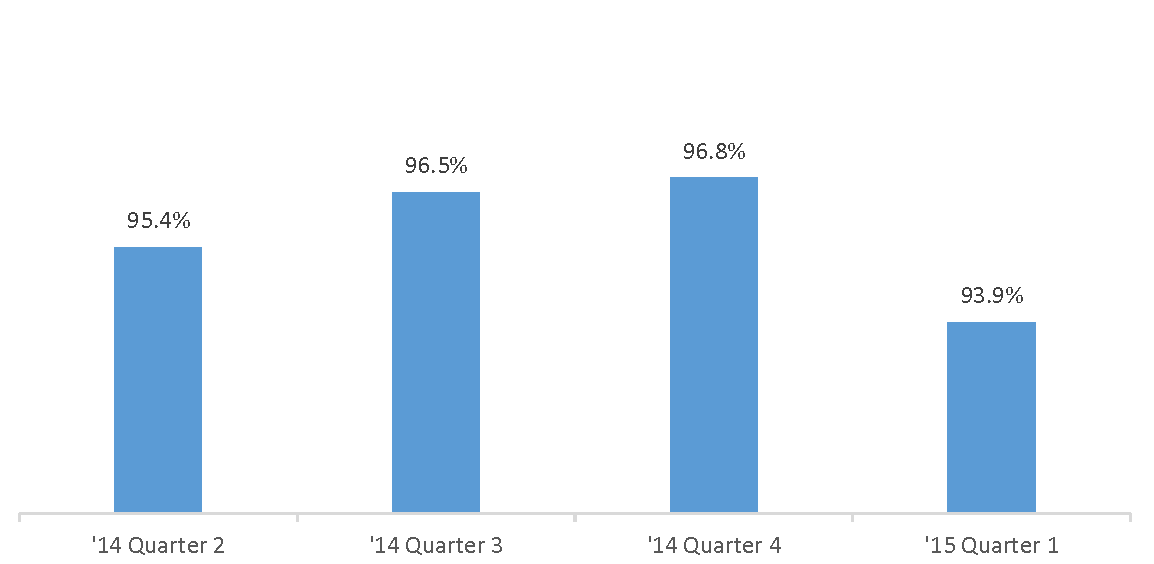 96.8%
96.5%
95.4%
93.9%
'14 Quarter 2
'14 Quarter 3
'14 Quarter 4
'15 Quarter 1